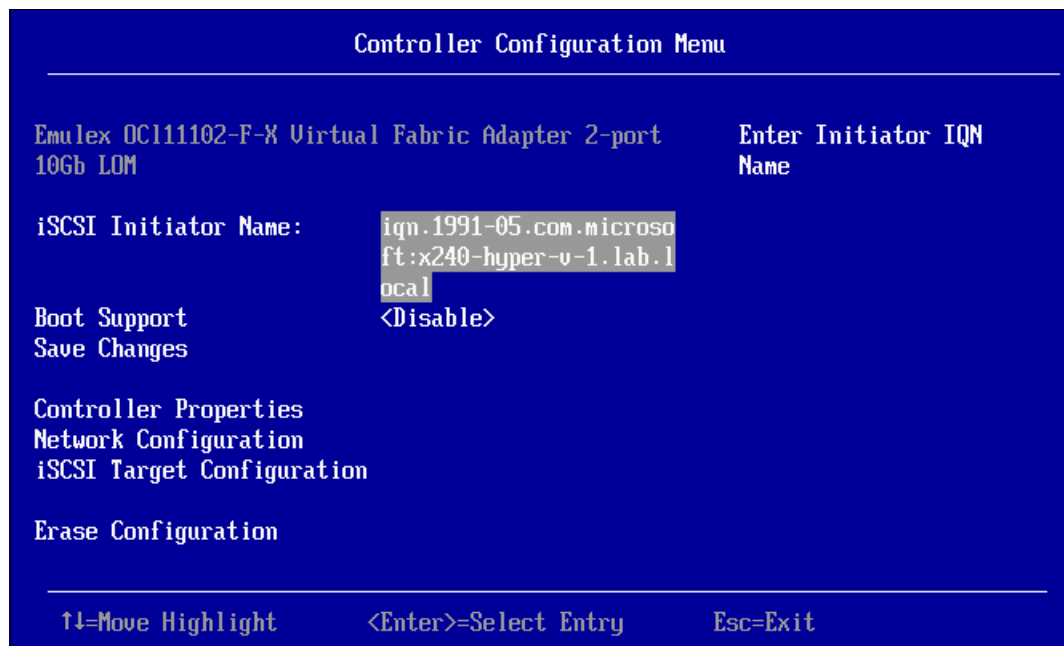 Controller Configuration Menu
Emulex OCl11102-F-X Virtual Fabric Adapter 2-port
10Gb LOM
Enter Initiator IQN
Name
iSCSI Initiator Name:
iqn.1991-05.com.microso
ft:x240-hyper-v-1.lab.l
ocal
Boot Support <Disable>
Save Changes
Controller Properties
Network Configuration
iSCSI Target Configuration
Erase Configuration
↑↓=Move Highlight <Enter>=Select Entry Esc=Exit